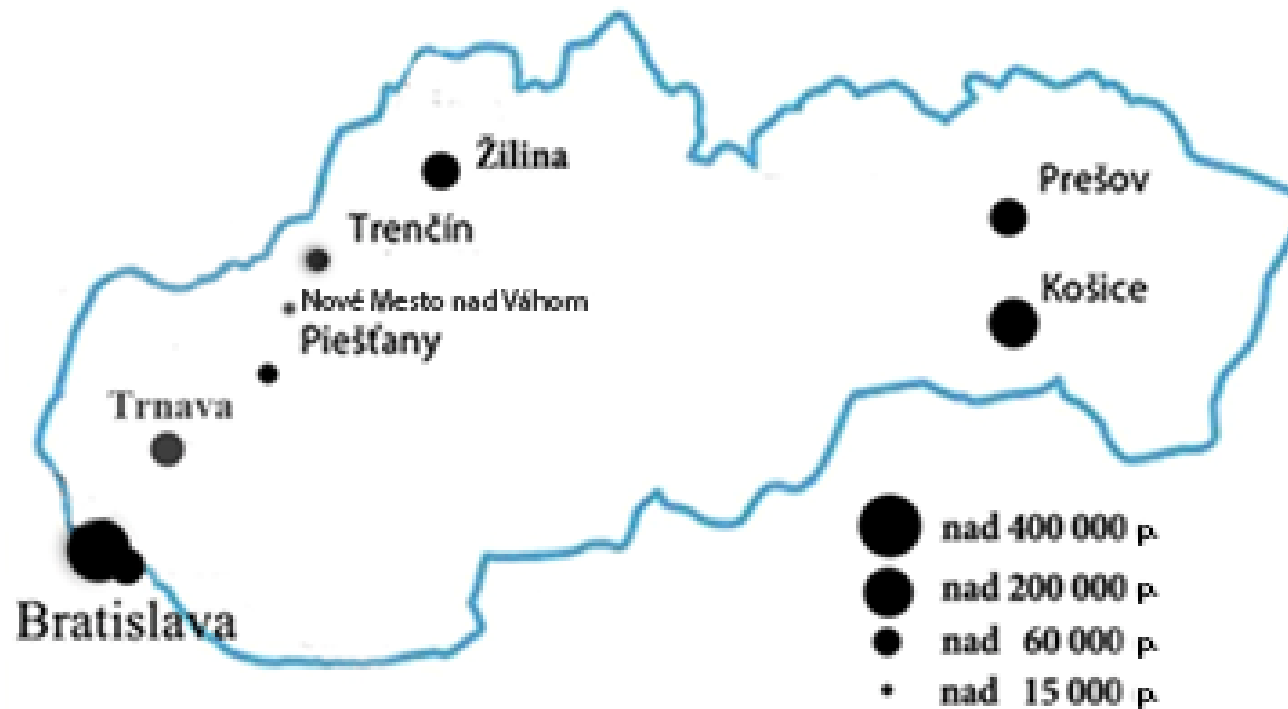 Žilina
Prešov
Trenčín
Košice
Nové Mesto nad Váhom
Piešťany
Trnava
Bratislava
nad 400 000 p.
nad 200 000 p.
nad 60 000 p.
nad 15 000 p.